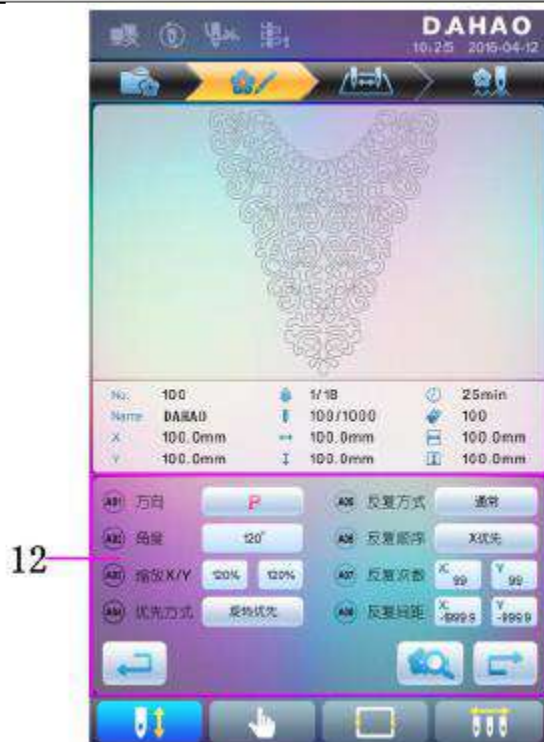 DAHAO
10:25 2016-04-12
No. 100 1/18 25min
Name DAHAO 100/1000 100
X 100.0mm 100.0mm 100.0mm
Y 100.0mm 100.0mm 100.0mm
A01 方向 P A05 反复方式 通常
A02 角度 120° A06 反复顺序 X优先
12 A03 缩放X/Y 120% 120% A07 反复次数 X: 99 Y: 99
A04 优先方式 旋转优先 A08 反复间距 X: -9999.9 Y: -9999.9